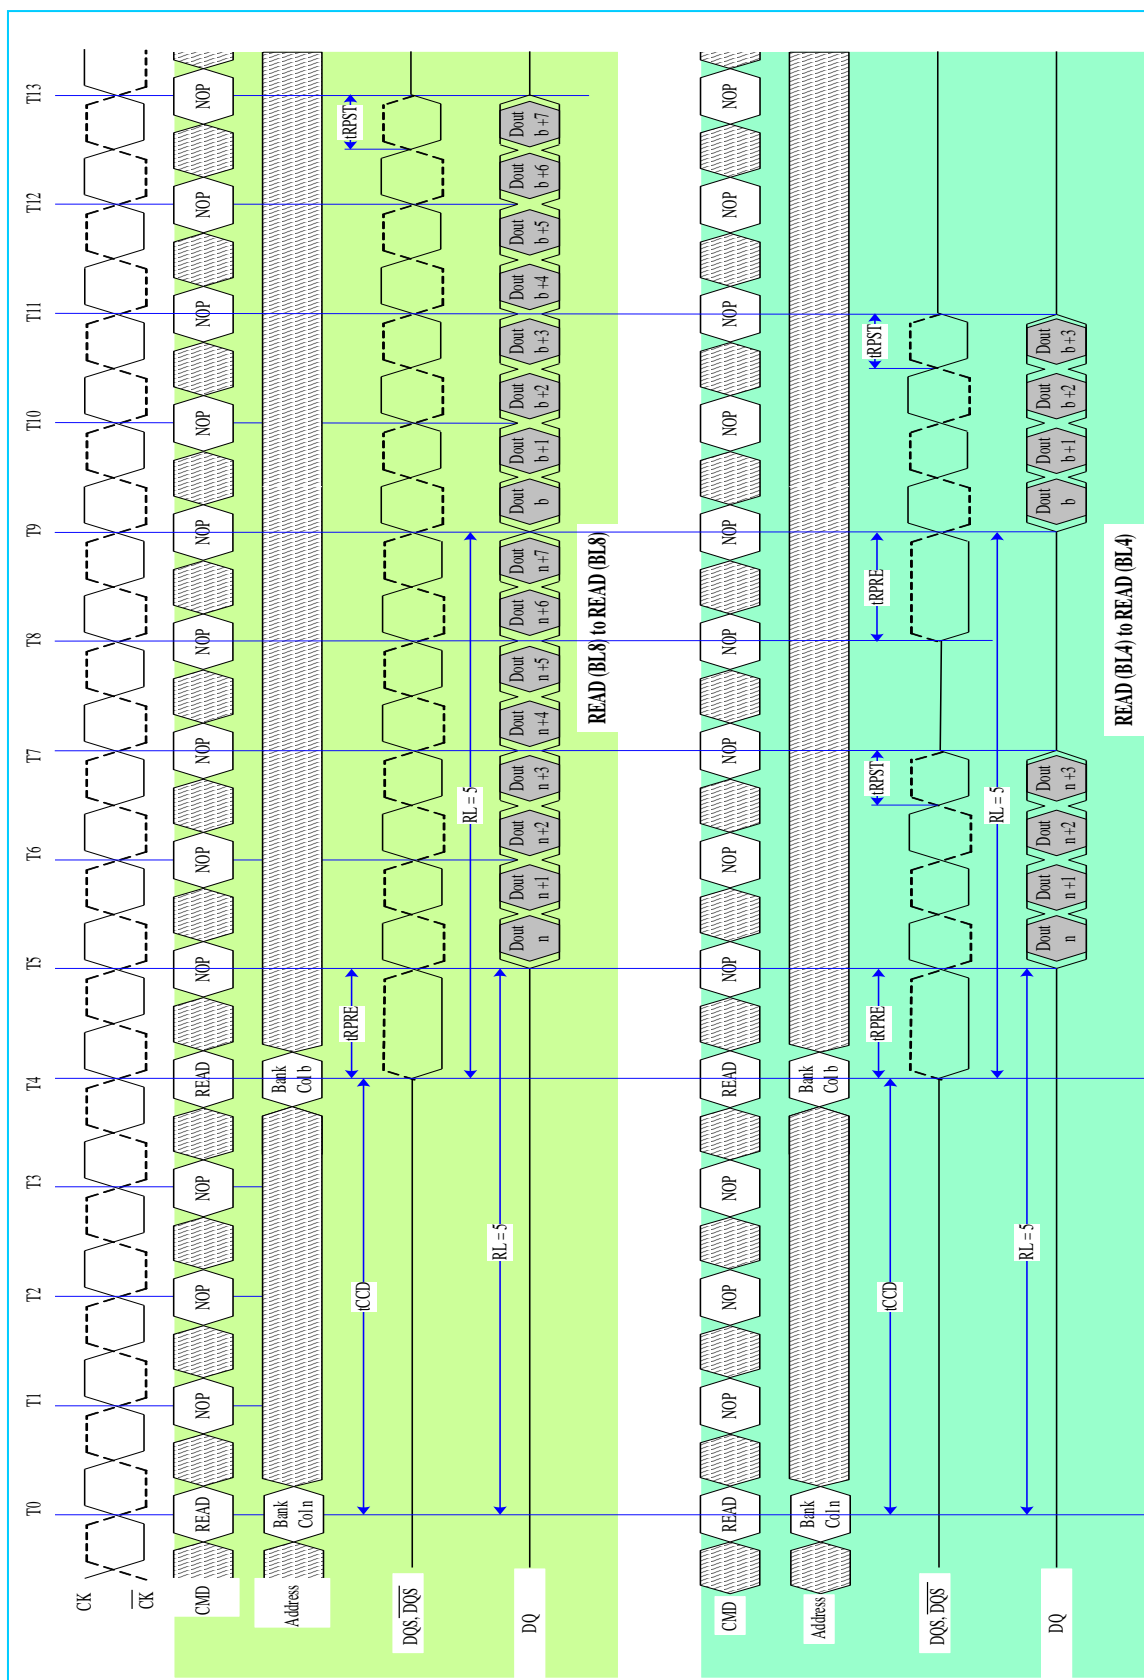 T0 T1 T2 T3 T4 T5 T6 T7 T8 T9 T10 T11 T12 T13
CK
CK
CMD READ NOP NOP NOP READ NOP NOP NOP NOP NOP NOP NOP NOP NOP
Address Bank Col n Bank Col b
tCCD tRPRE tRPST
DQS, DQS
RL = 5
RL = 5
DQ Dout n Dout n+1 Dout n+2 Dout n+3 Dout n+4 Dout n+5 Dout n+6 Dout n+7 Dout b Dout b+1 Dout b+2 Dout b+3 Dout b+4 Dout b+5 Dout b+6 Dout b+7
READ (BL8) to READ (BL8)
CMD READ NOP NOP NOP READ NOP NOP NOP NOP NOP NOP NOP NOP NOP
Address Bank Col n Bank Col b
tCCD tRPRE tRPST tRPRE tRPST
DQS, DQS
RL = 5
RL = 5
DQ Dout n Dout n+1 Dout n+2 Dout n+3 Dout b Dout b+1 Dout b+2 Dout b+3
READ (BL4) to READ (BL4)